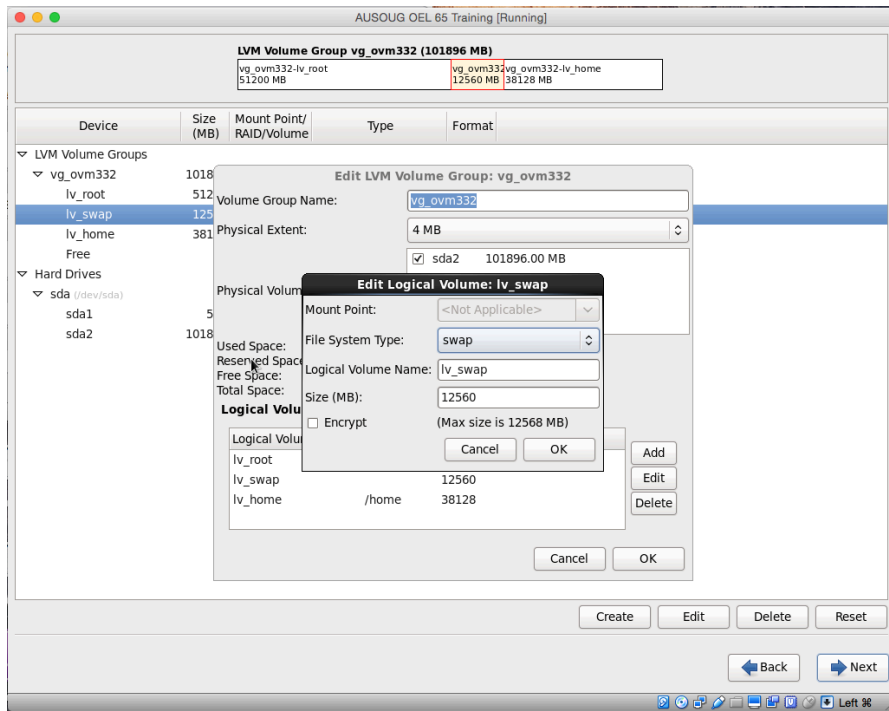 AUSOUG OEL 65 Training [Running]
LVM Volume Group vg_ovm332 (101896 MB)
vg_ovm332-lv_root vg_ovm332 vg_ovm332-lv_home
51200 MB 12560 MB 38128 MB
Device Size (MB) Mount Point/ RAID/Volume Type Format
LVM Volume Groups
vg_ovm332 1018
lv_root 512
lv_swap 125
lv_home 381
Free
Hard Drives
sda (/dev/sda)
sda1 5
sda2 1018
Edit LVM Volume Group: vg_ovm332
Volume Group Name: vg_ovm332
Physical Extent: 4 MB
sda2 101896.00 MB
Physical Volum
Used Space:
Reserved Space
Free Space:
Total Space:
Logical Volu
Logical Volu
lv_root
lv_swap 12560
lv_home /home 38128
Add
Edit
Delete
Cancel OK
Edit Logical Volume: lv_swap
Mount Point: <Not Applicable>
File System Type: swap
Logical Volume Name: lv_swap
Size (MB): 12560
Encrypt (Max size is 12568 MB)
Cancel OK
Create Edit Delete Reset
Back Next
Left ⌘